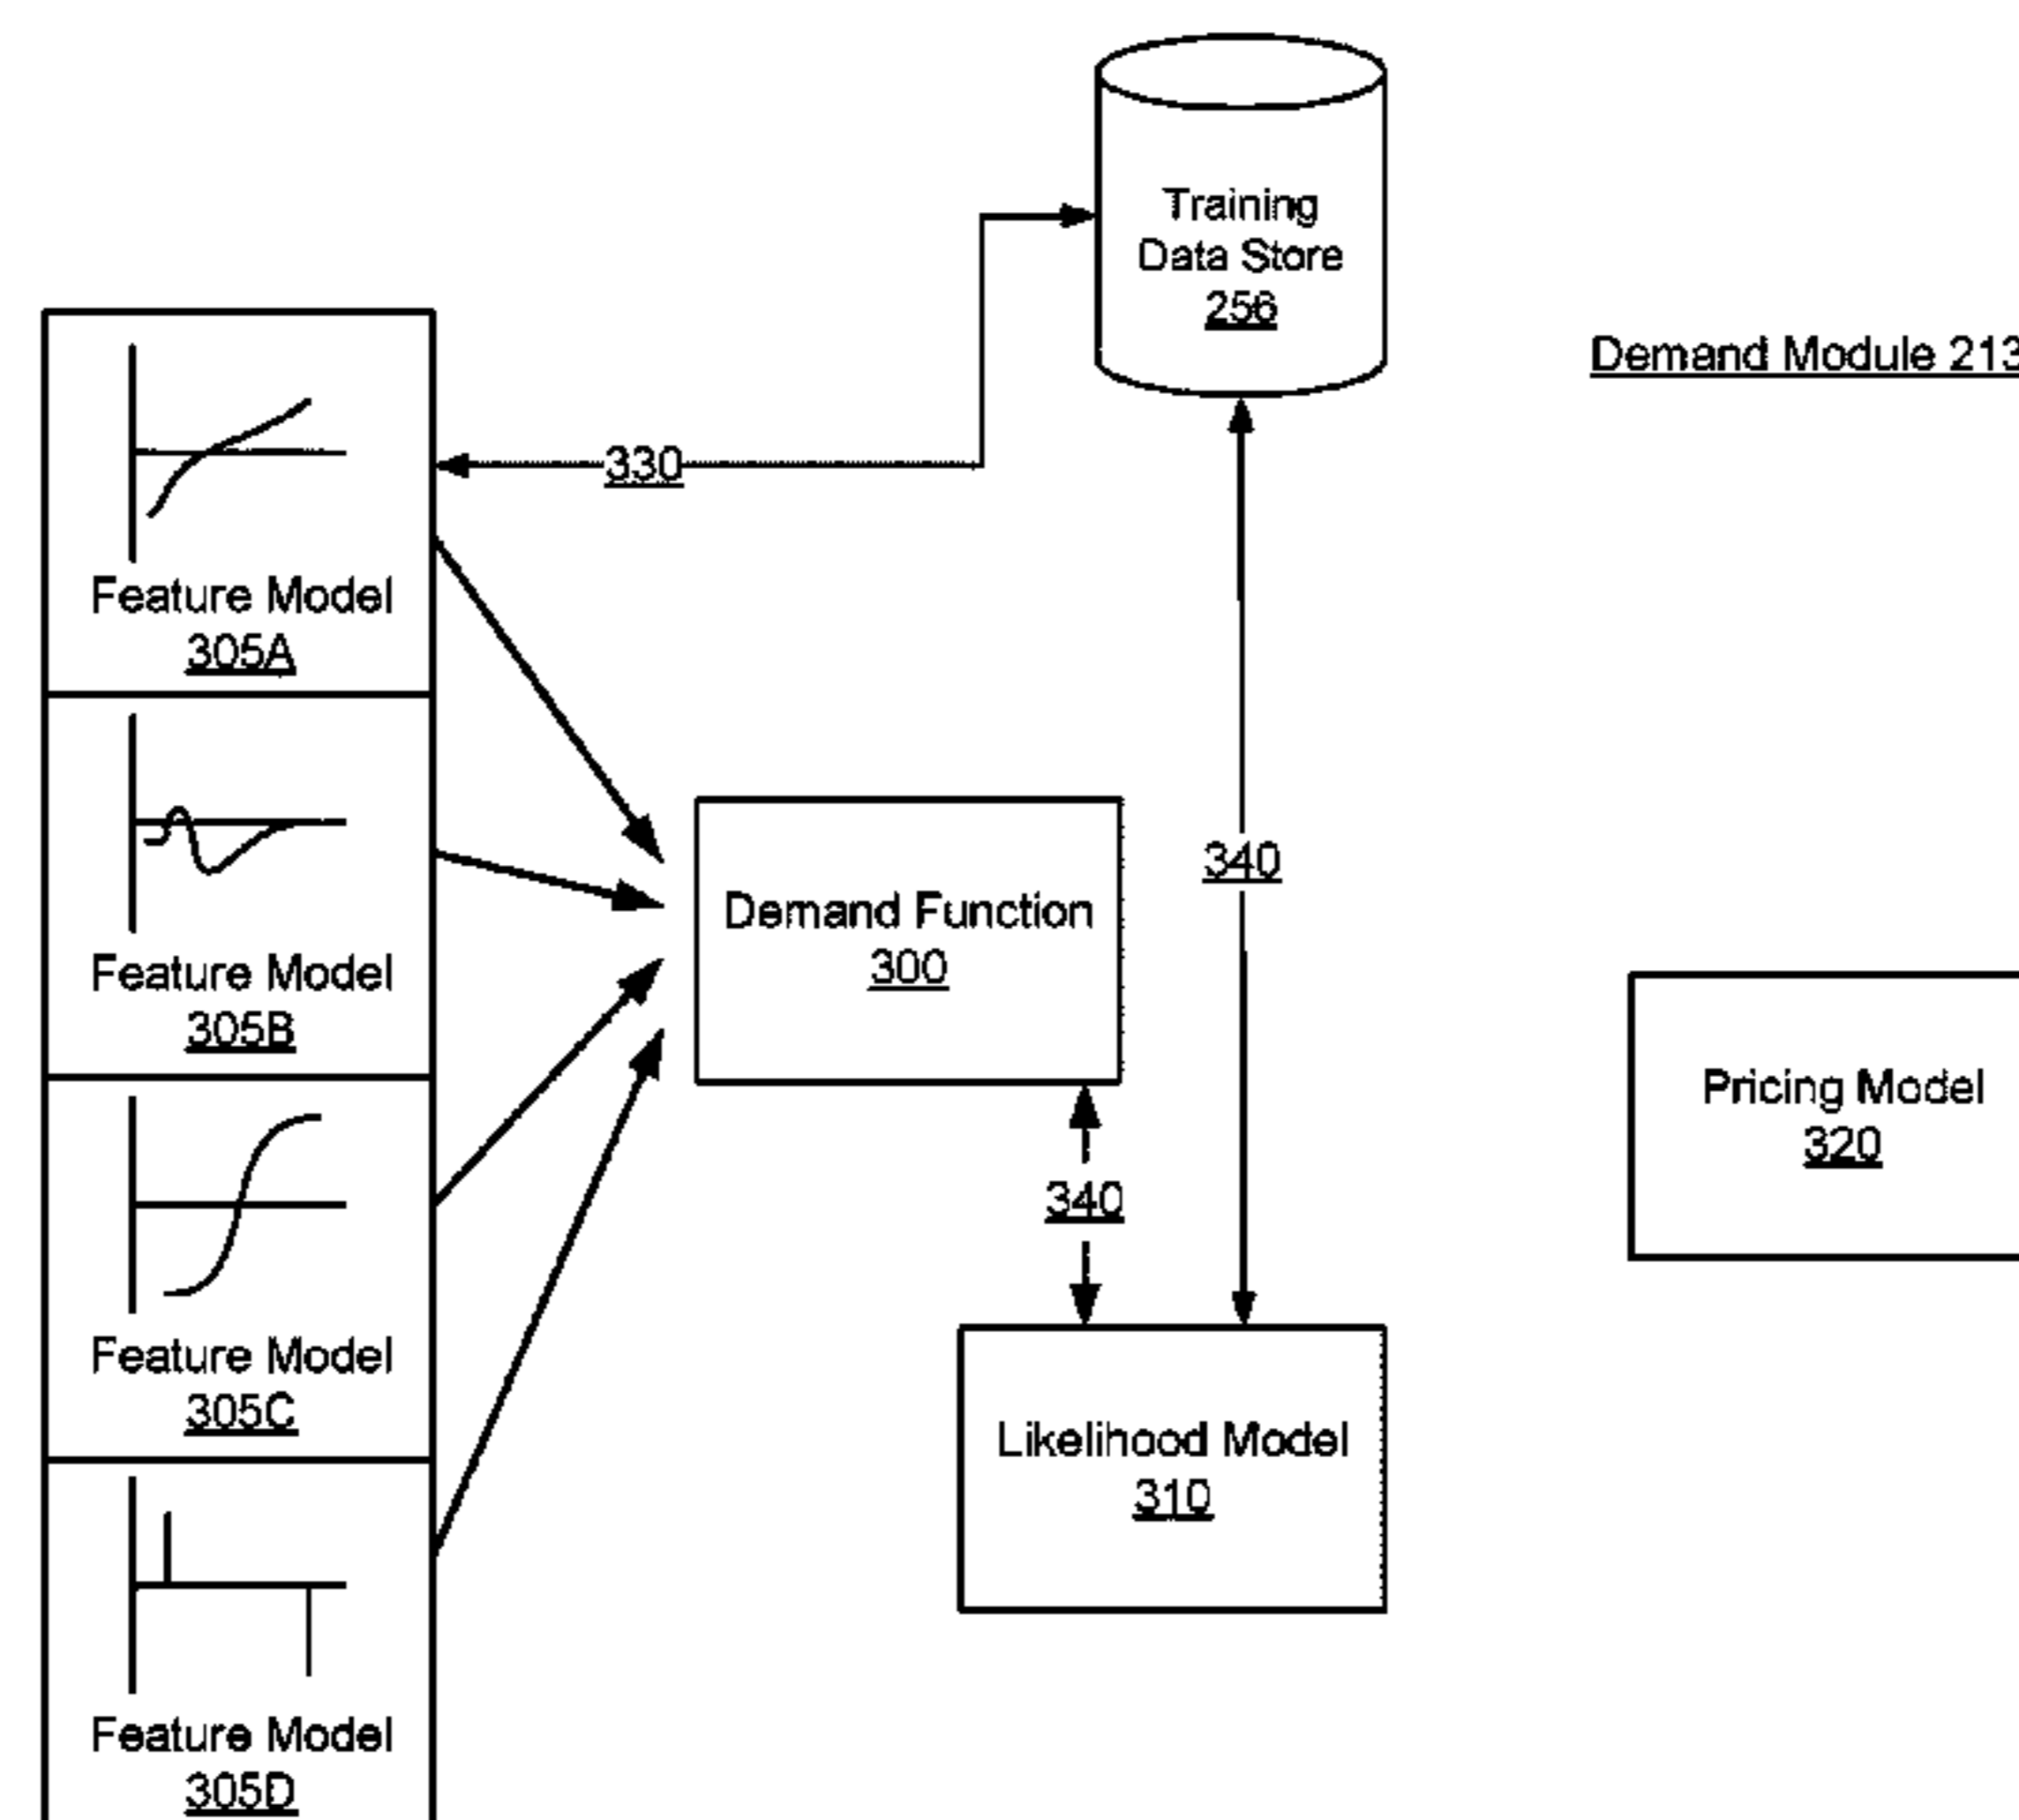 Training
Data Store
256
Demand Module 213
330
Feature Model
305A
Feature Model
305B
Feature Model
305C
Feature Model
305D
Demand Function
300
340
340
Likelihood Model
310
Pricing Model
320